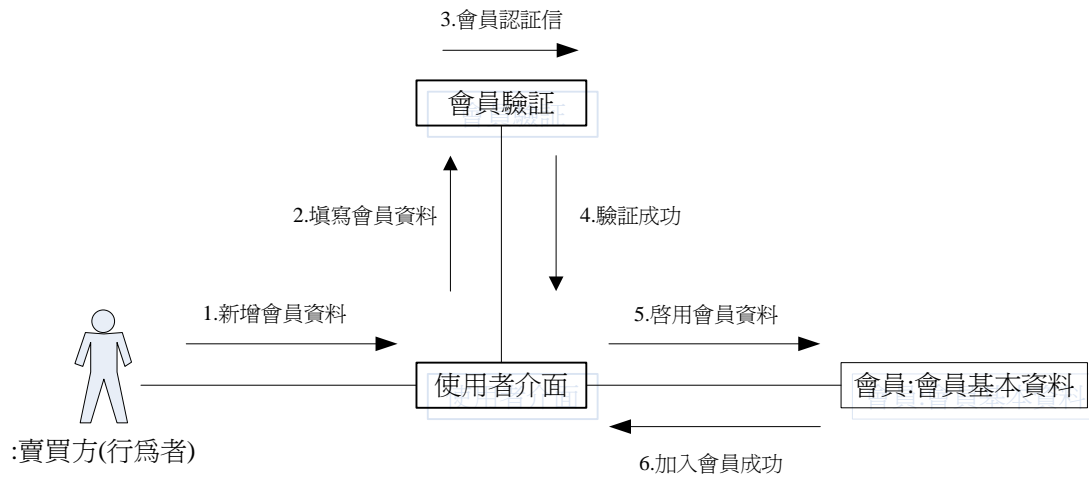 3.會員認証信
會員驗証
2.填寫會員資料
4.驗証成功
1.新增會員資料
5.啓用會員資料
使用者介面
會員:會員基本資料
:賣買方(行爲者)
6.加入會員成功